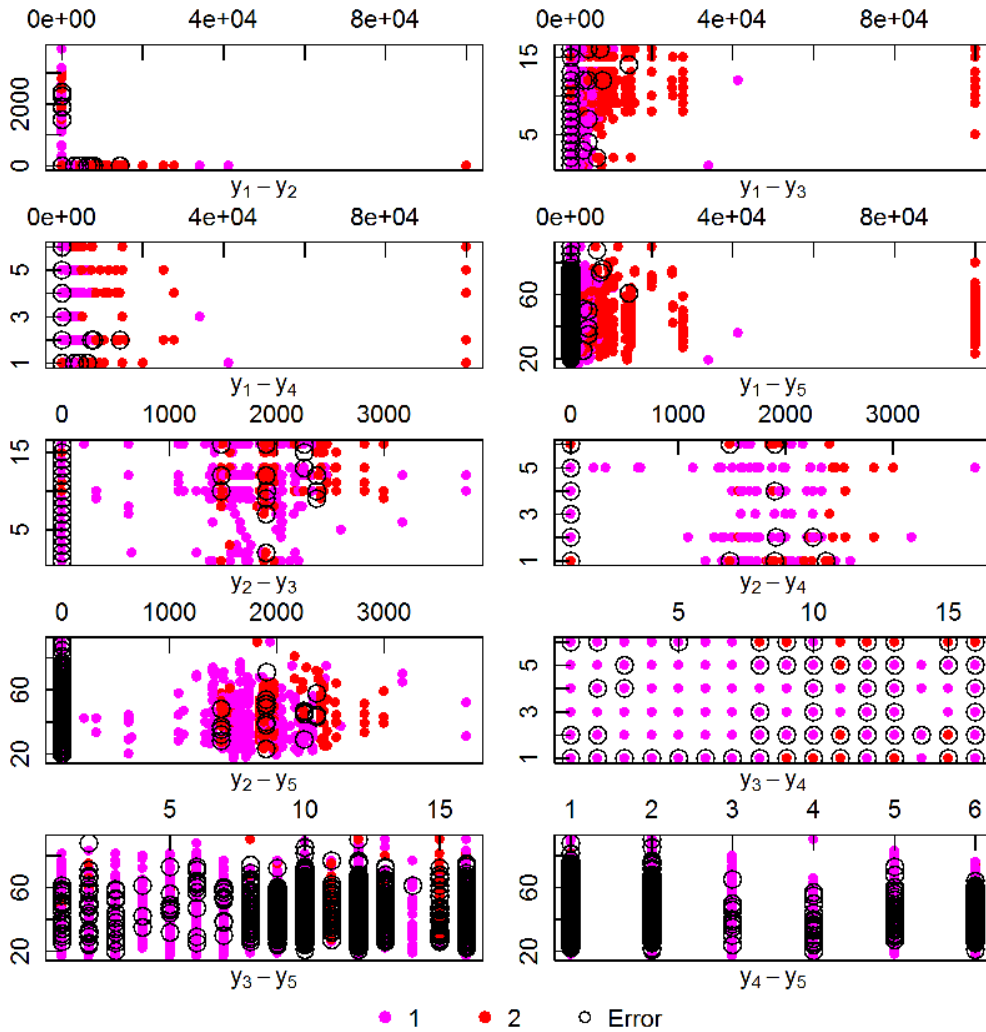 0e+00 4e+04 8e+04 0e+00 4e+04 8e+04
0 2000 5 15
y₁ − y₂ y₁ − y₃
0e+00 4e+04 8e+04 0e+00 4e+04 8e+04
1 3 5 20 60
y₁ − y₄ y₁ − y₅
0 1000 2000 3000 0 1000 2000 3000
5 15 1 3 5
y₂ − y₃ y₂ − y₄
0 1000 2000 3000 5 10 15
20 60 1 3 5
y₂ − y₅ y₃ − y₄
5 10 15 1 2 3 4 5 6
20 60 20 60
y₃ − y₅ y₄ − y₅
1 2 Error